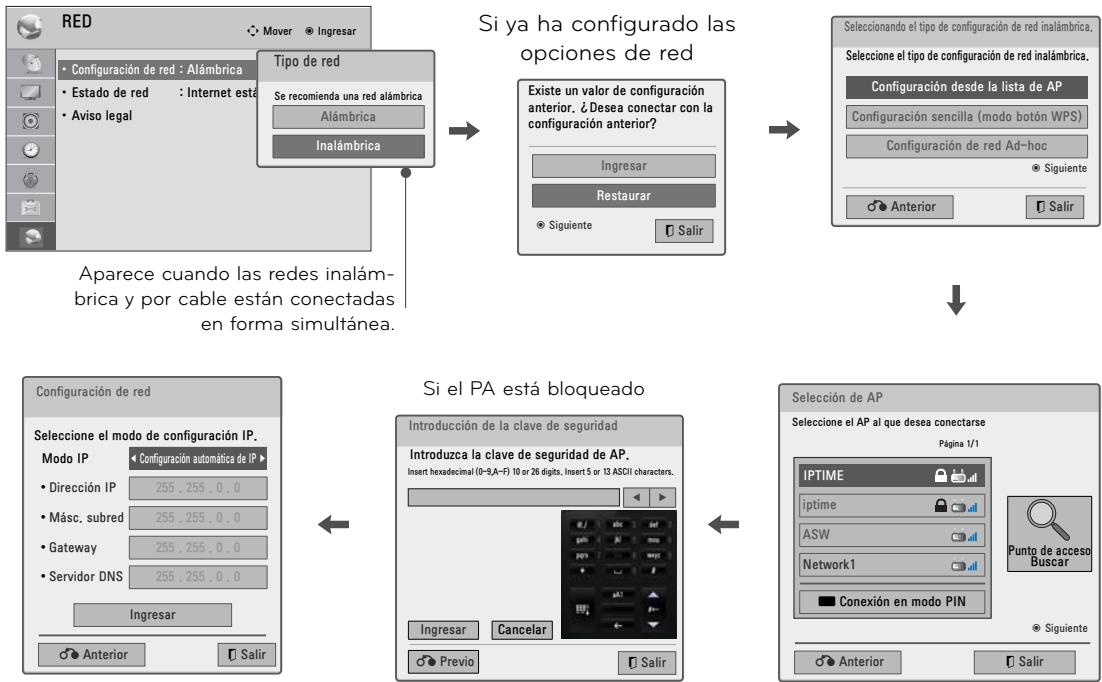 RED
Mover
Ingresar
• Configuración de red : Alámbrica
• Estado de red : Internet está
• Aviso legal
Tipo de red
Se recomienda una red alámbrica
Alámbrica
Inalámbrica
Aparece cuando las redes inalám-
brica y por cable están conectadas
en forma simultánea.
Si ya ha configurado las
opciones de red
Existe un valor de configuración
anterior. ¿Desea conectar con la
configuración anterior?
Ingresar
Restaurar
Siguiente
Salir
Seleccionando el tipo de configuración de red inalámbrica.
Seleccione el tipo de configuración de red inalámbrica.
Configuración desde la lista de AP
Configuración sencilla (modo botón WPS)
Configuración de red Ad-hoc
Siguiente
Anterior
Salir
Configuración de red
Seleccione el modo de configuración IP.
Modo IP ◀ Configuración automática de IP ▶
• Dirección IP 255 . 255 . 0 . 0
• Másc. subred 255 . 255 . 0 . 0
• Gateway 255 . 255 . 0 . 0
• Servidor DNS 255 . 255 . 0 . 0
Ingresar
Anterior
Salir
Si el PA está bloqueado
Introducción de la clave de seguridad
Introduzca la clave de seguridad de AP.
Insert hexadecimal (0-9,A-F) 10 or 26 digits, Insert 5 or 13 ASCII characters.
abc
def
jkl
Ingresar
Cancelar
Previo
Salir
Selección de AP
Seleccione el AP al que desea conectarse
Página 1/1
IPTIME
iptime
ASW
Network1
Conexión en modo PIN
Punto de acceso
Buscar
Siguiente
Anterior
Salir